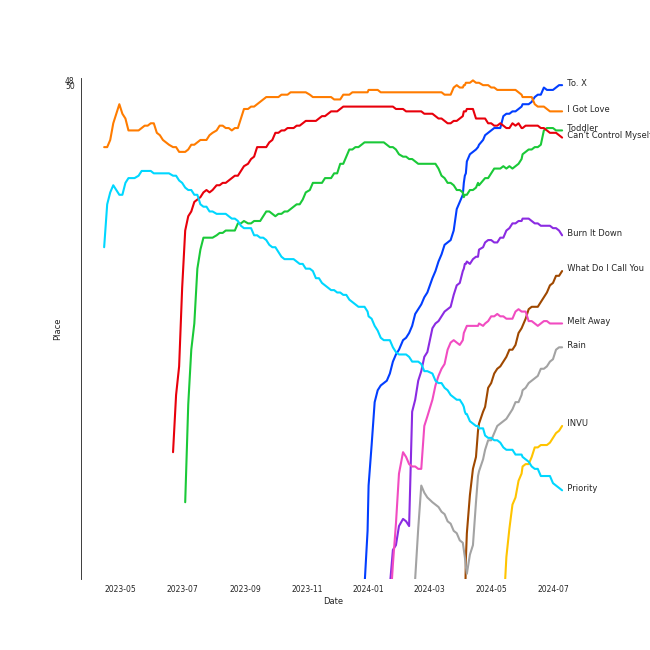 48
50
To. X
I Got Love
Toddler
Can't Control Myself
Burn It Down
What Do I Call You
Melt Away
Rain
INVU
Priority
Place
2023-05
2023-07
2023-09
2023-11
2024-01
2024-03
2024-05
2024-07
Date